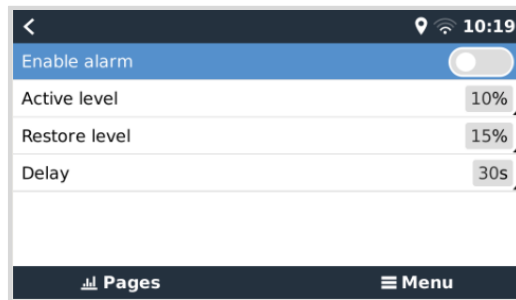 10:19
Enable alarm
Active level 10%
Restore level 15%
Delay 30s
Pages Menu